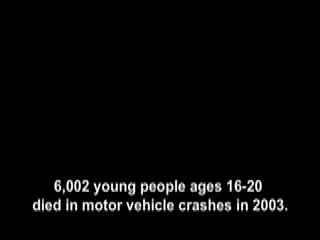 6,002 young people ages 16-20
died in motor vehicle crashes in 2003.